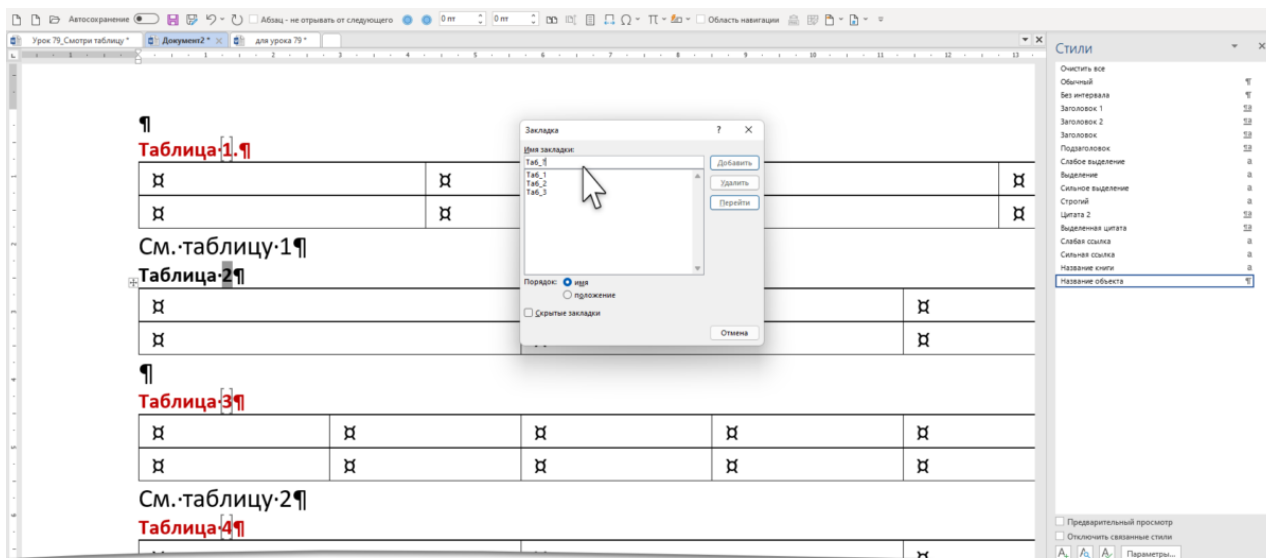 Автосохранение
Абзац - не отрывать от следующего
0 пт
0 пт
Область навигации
Урок 79_Смотри таблицу *
Документ2 *
для урока 79 *
Таблица·1.¶
¤ ¤ ¤
¤ ¤ ¤
См.·таблицу·1¶
Таблица·2¶
¤ ¤
¤ ¤
¶
Таблица·3¶
¤ ¤ ¤ ¤ ¤
¤ ¤ ¤ ¤ ¤
См.·таблицу·2¶
Таблица·4¶
Закладка
? ×
Имя закладки:
Таб_1
Добавить
Таб_1
Таб_2
Таб_3
Удалить
Перейти
Порядок:
имя
положение
Скрытые закладки
Отмена
Стили
Очистить все
Обычный
Без интервала
Заголовок 1
Заголовок 2
Заголовок
Подзаголовок
Слабое выделение
Выделение
Сильное выделение
Строгий
Цитата 2
Выделенная цитата
Слабая ссылка
Сильная ссылка
Название книги
Название объекта
Предварительный просмотр
Отключить связанные стили
Параметры...